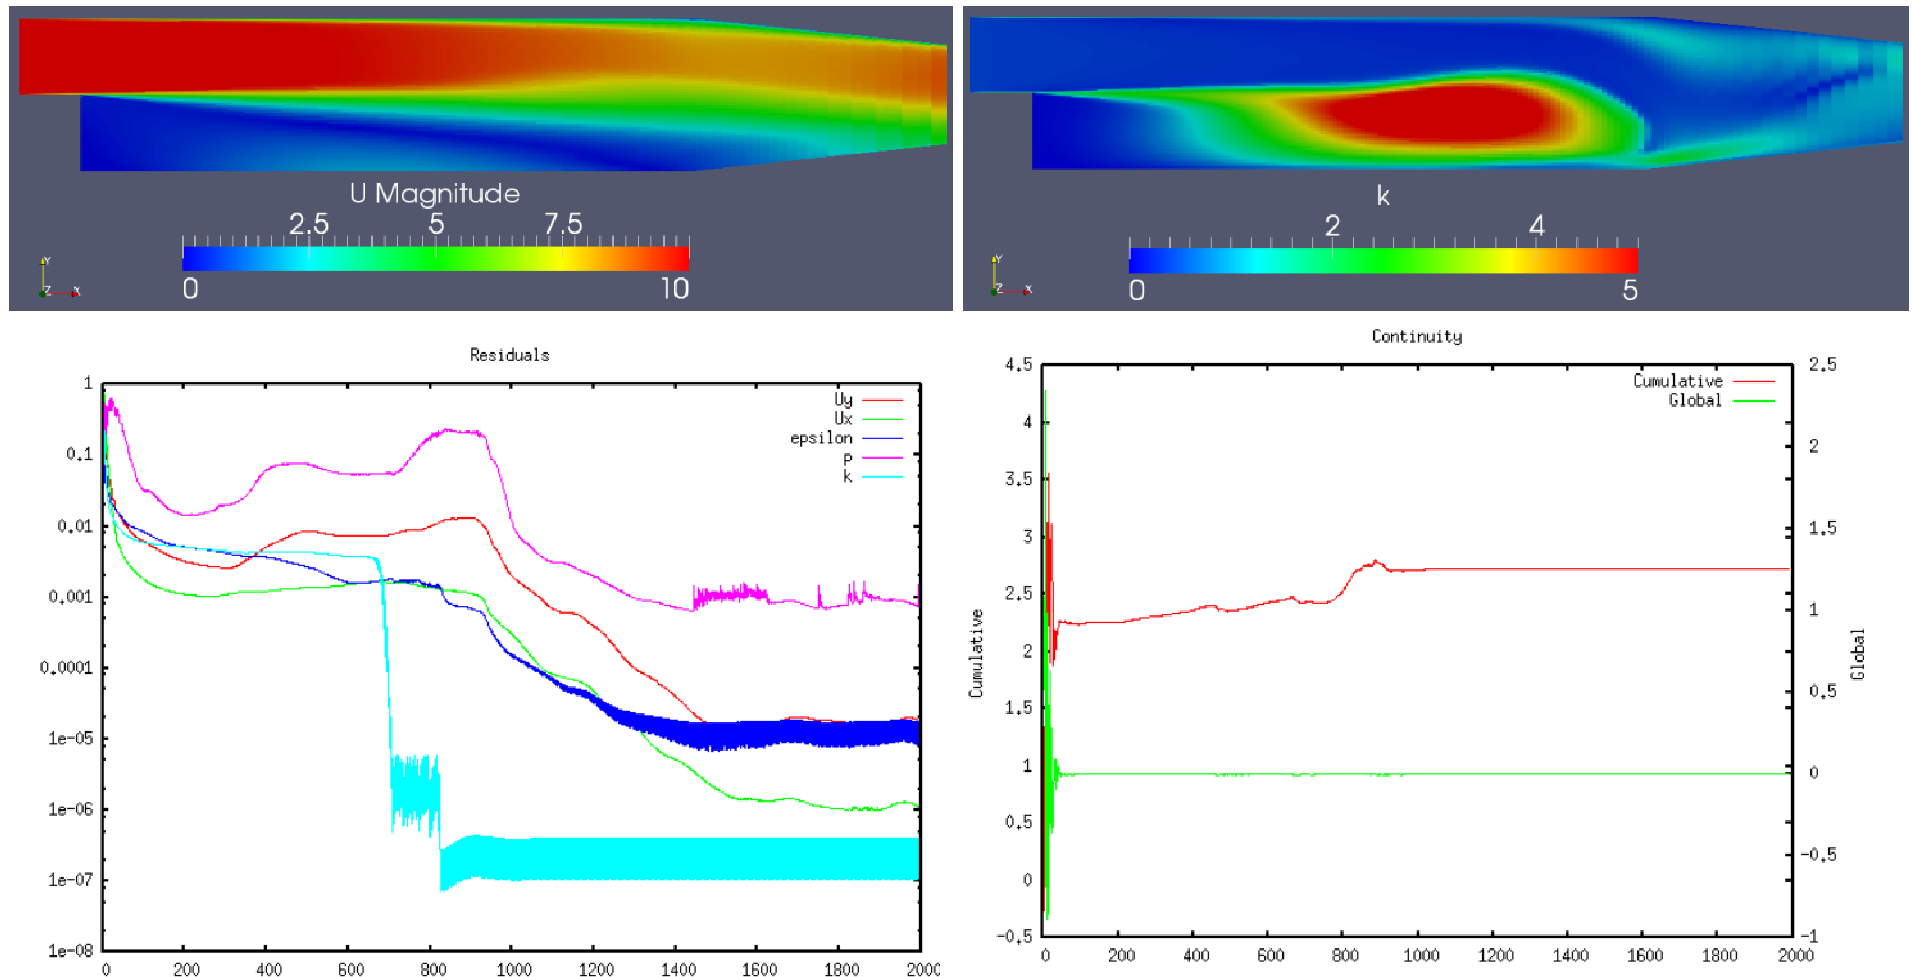 U Magnitude
2.5 5 7.5
0 10
Y
Z X
k
2 4
0 5
Y
Z X
Residuals
1
0.1
0.01
0.001
0.0001
1e-05
1e-06
1e-07
1e-08
Uy
Ux
epsilon
p
k
0 200 400 600 800 1000 1200 1400 1600 1800 2000
Continuity
4.5
4
3.5
3
2.5
2
1.5
1
0.5
0
-0.5
Cumulative
Cumulative
Global
2.5
2
1.5
1
0.5
0
-0.5
-1
Global
0 200 400 600 800 1000 1200 1400 1600 1800 2000